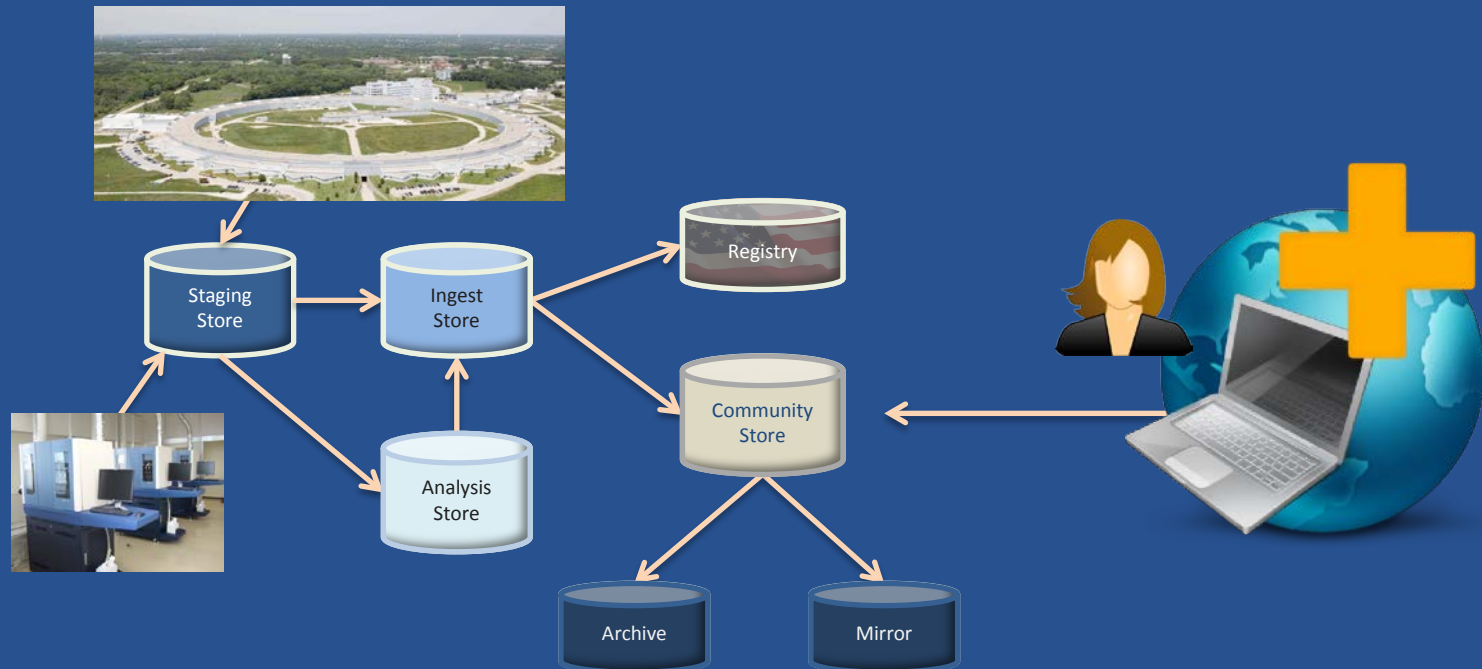 Registry
Staging
Store
Ingest
Store
Community
Store
Analysis
Store
Archive
Mirror